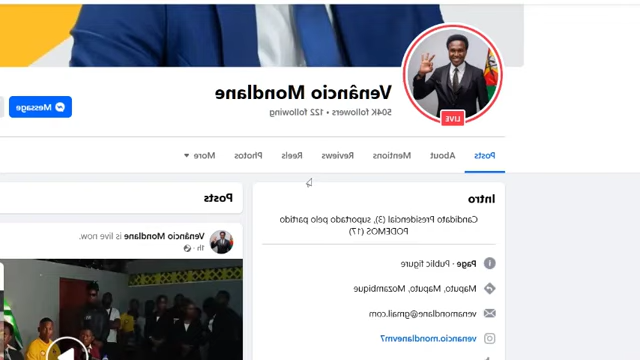 LIVE
Venâncio Mondlane
504K followers • 122 following
Message
Posts
About
Mentions
Reviews
Reels
Photos
More
Intro
Candidato Presidencial (3), suportado pelo partido
PODEMOS (17)
Page · Public figure
Maputo, Maputo, Mozambique
venamondlane@gmail.com
venancio.mondlanevm7
Posts
Venâncio Mondlane is live now.
1h